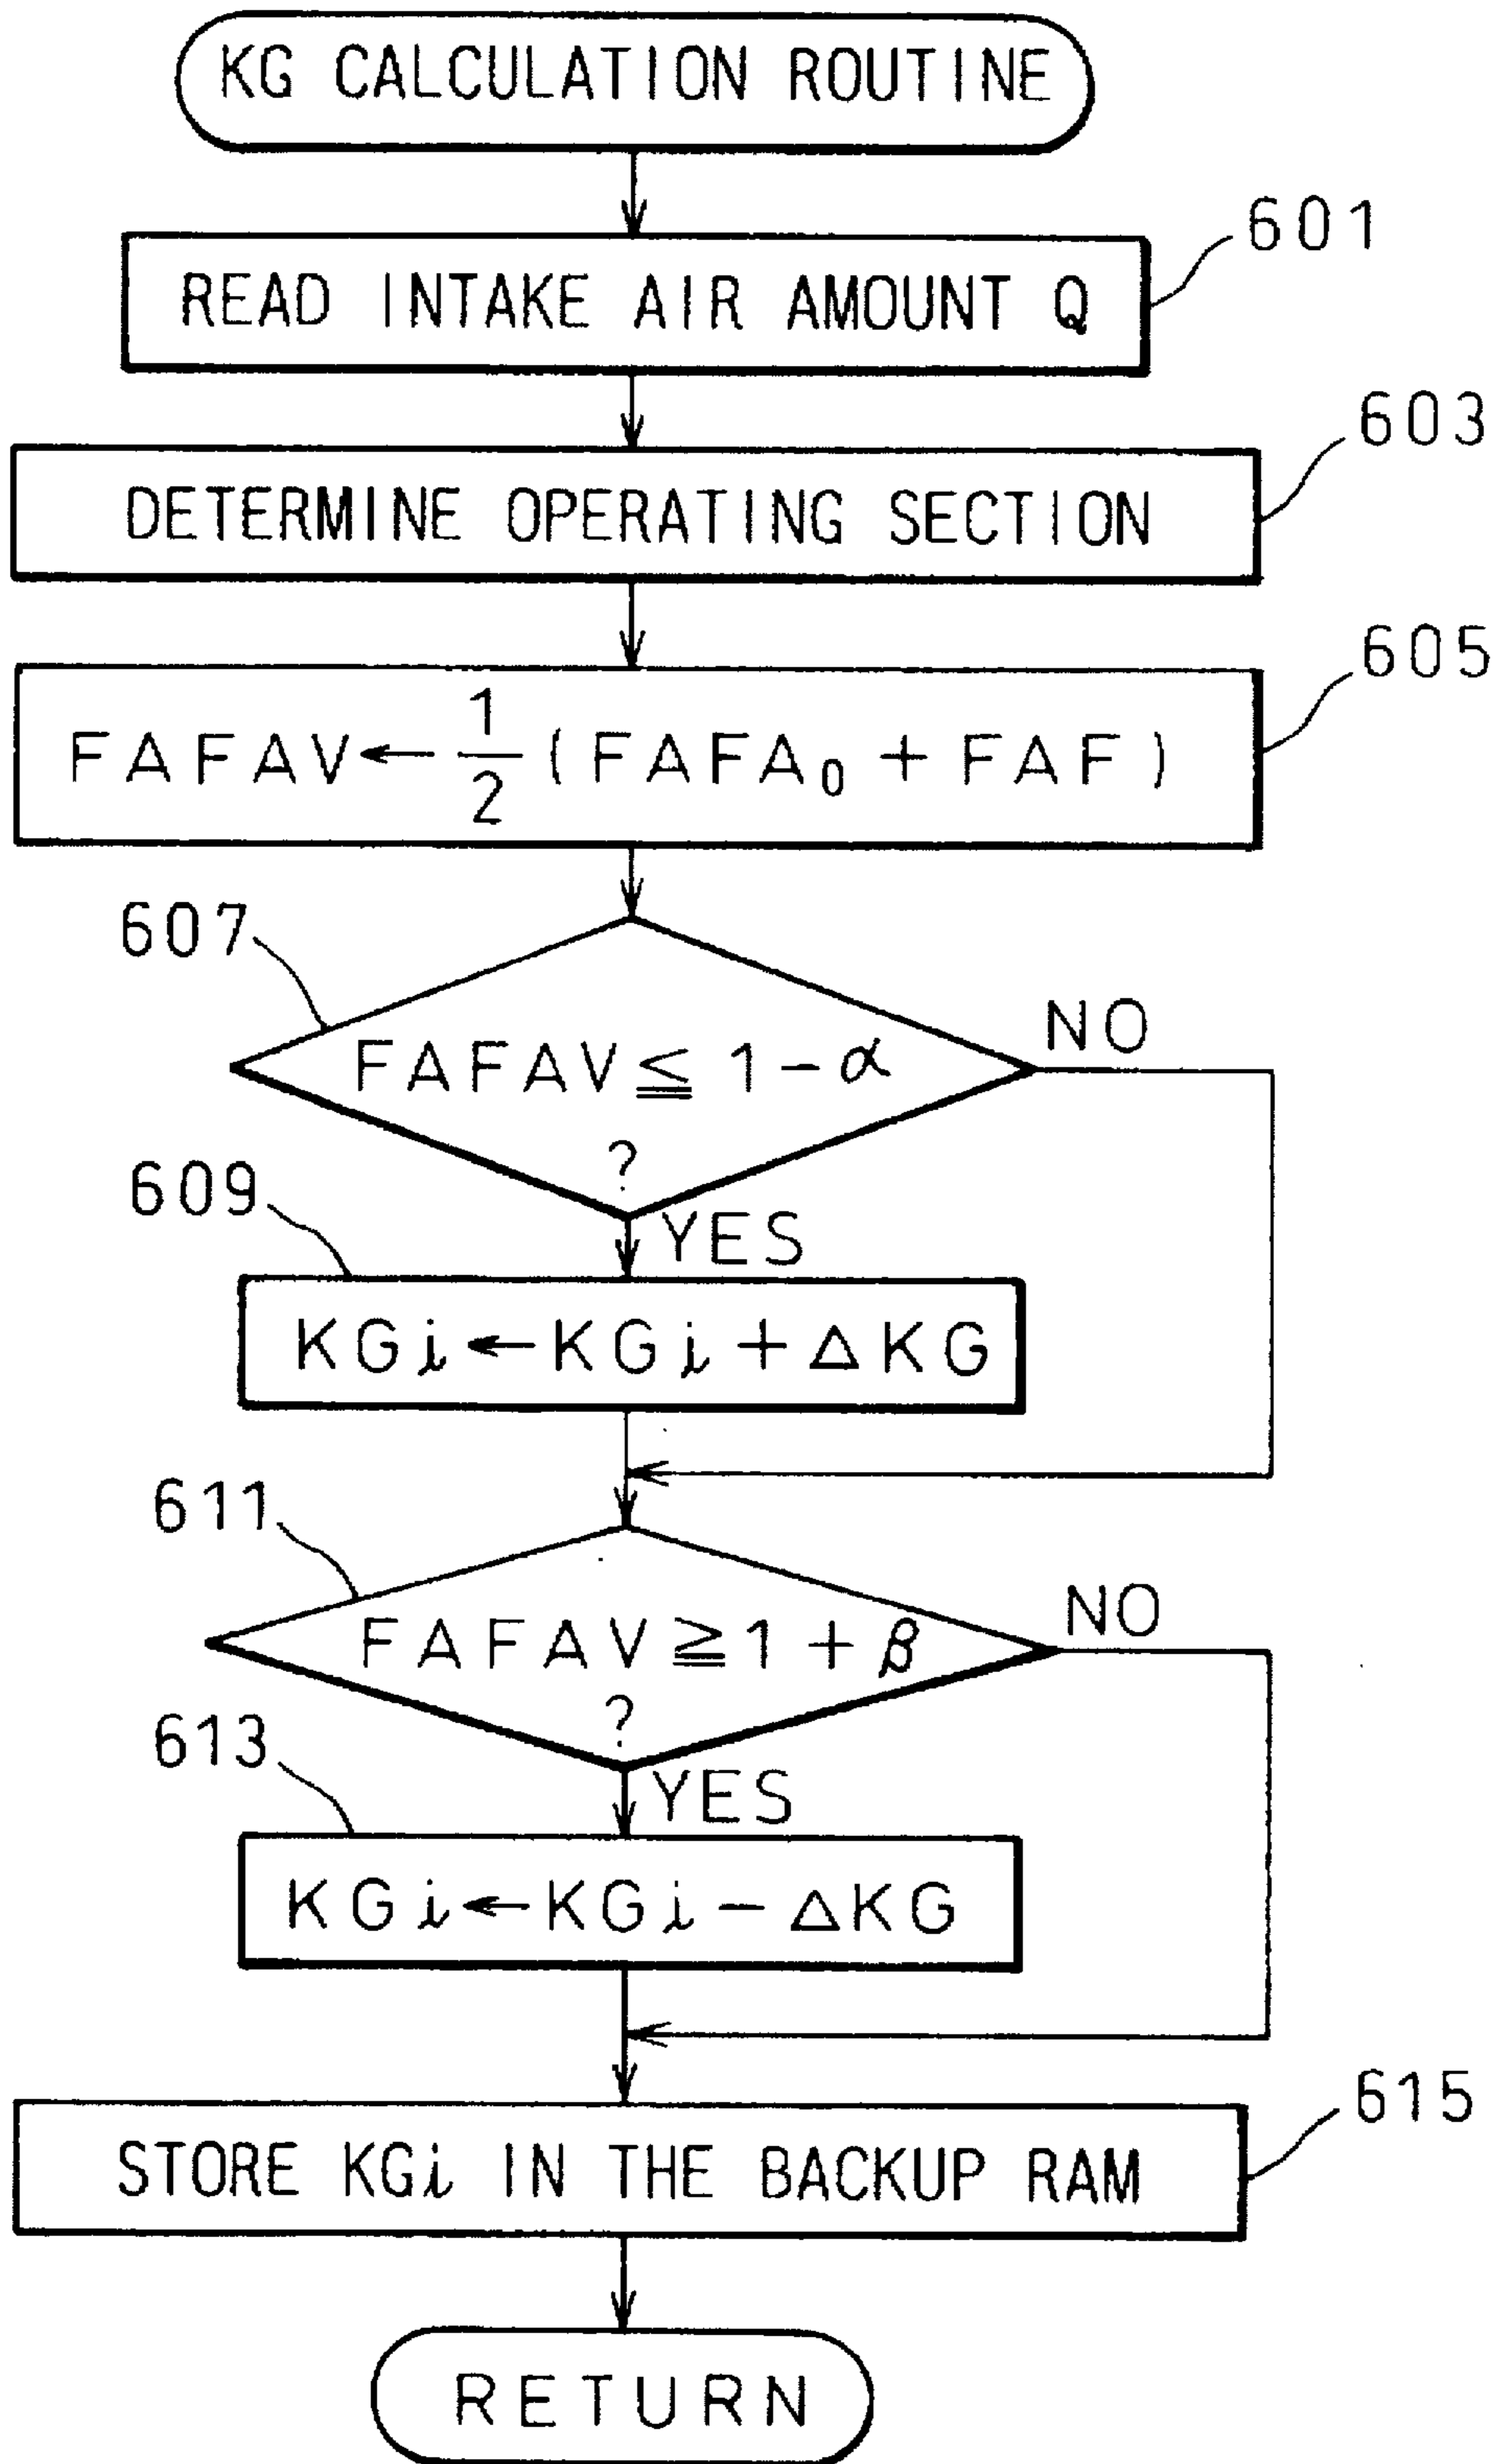 KG CALCULATION ROUTINE
601
READ INTAKE AIR AMOUNT Q
603
DETERMINE OPERATING SECTION
605
FAFAV ← 1/2 (FAFA₀ + FAF)
607
FAFAV ≦ 1 - α
?
NO
609
YES
KGi ← KGi + ΔKG
611
FAFAV ≧ 1 + β
?
NO
613
YES
KGi ← KGi - ΔKG
615
STORE KGi IN THE BACKUP RAM
RETURN